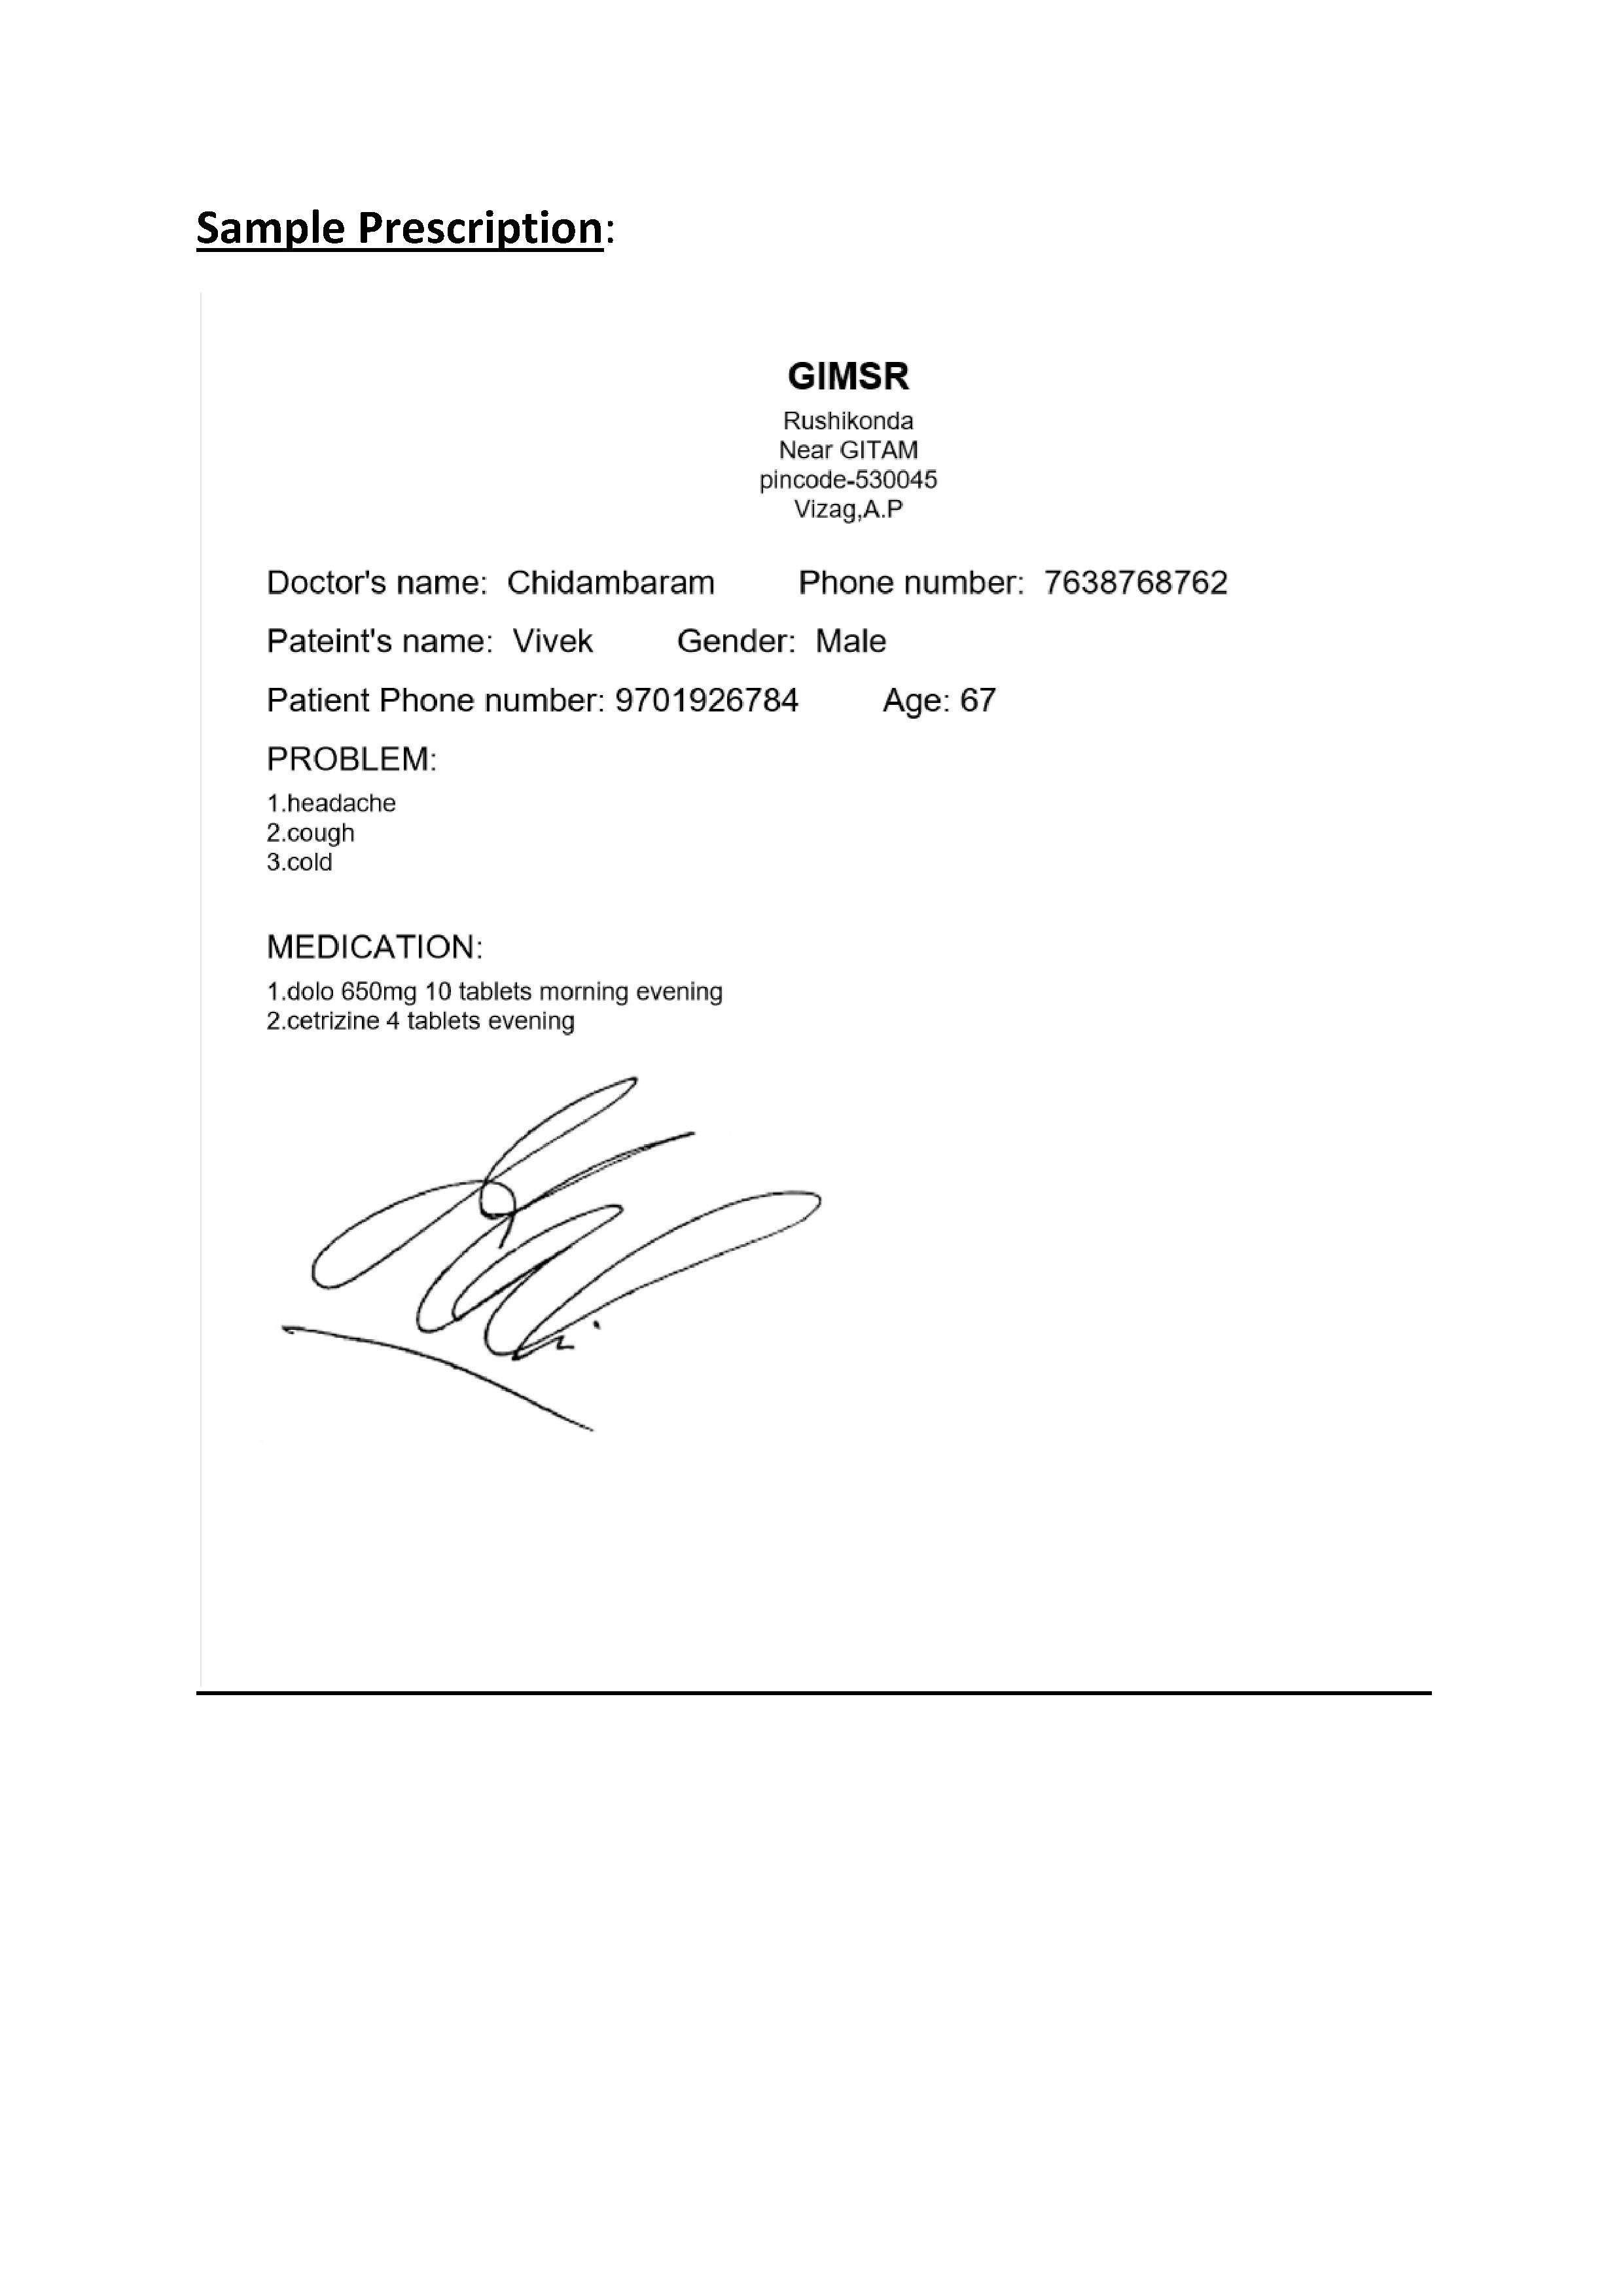 Sample Prescription:
GIMSR
Rushikonda
Near GITAM
pincode-530045
Vizag,A.P
Doctor's name: Chidambaram Phone number: 7638768762
Pateint's name: Vivek Gender: Male
Patient Phone number: 9701926784 Age: 67
PROBLEM:
1.headache
2.cough
3.cold
MEDICATION:
1.dolo 650mg 10 tablets morning evening
2.cetrizine 4 tablets evening